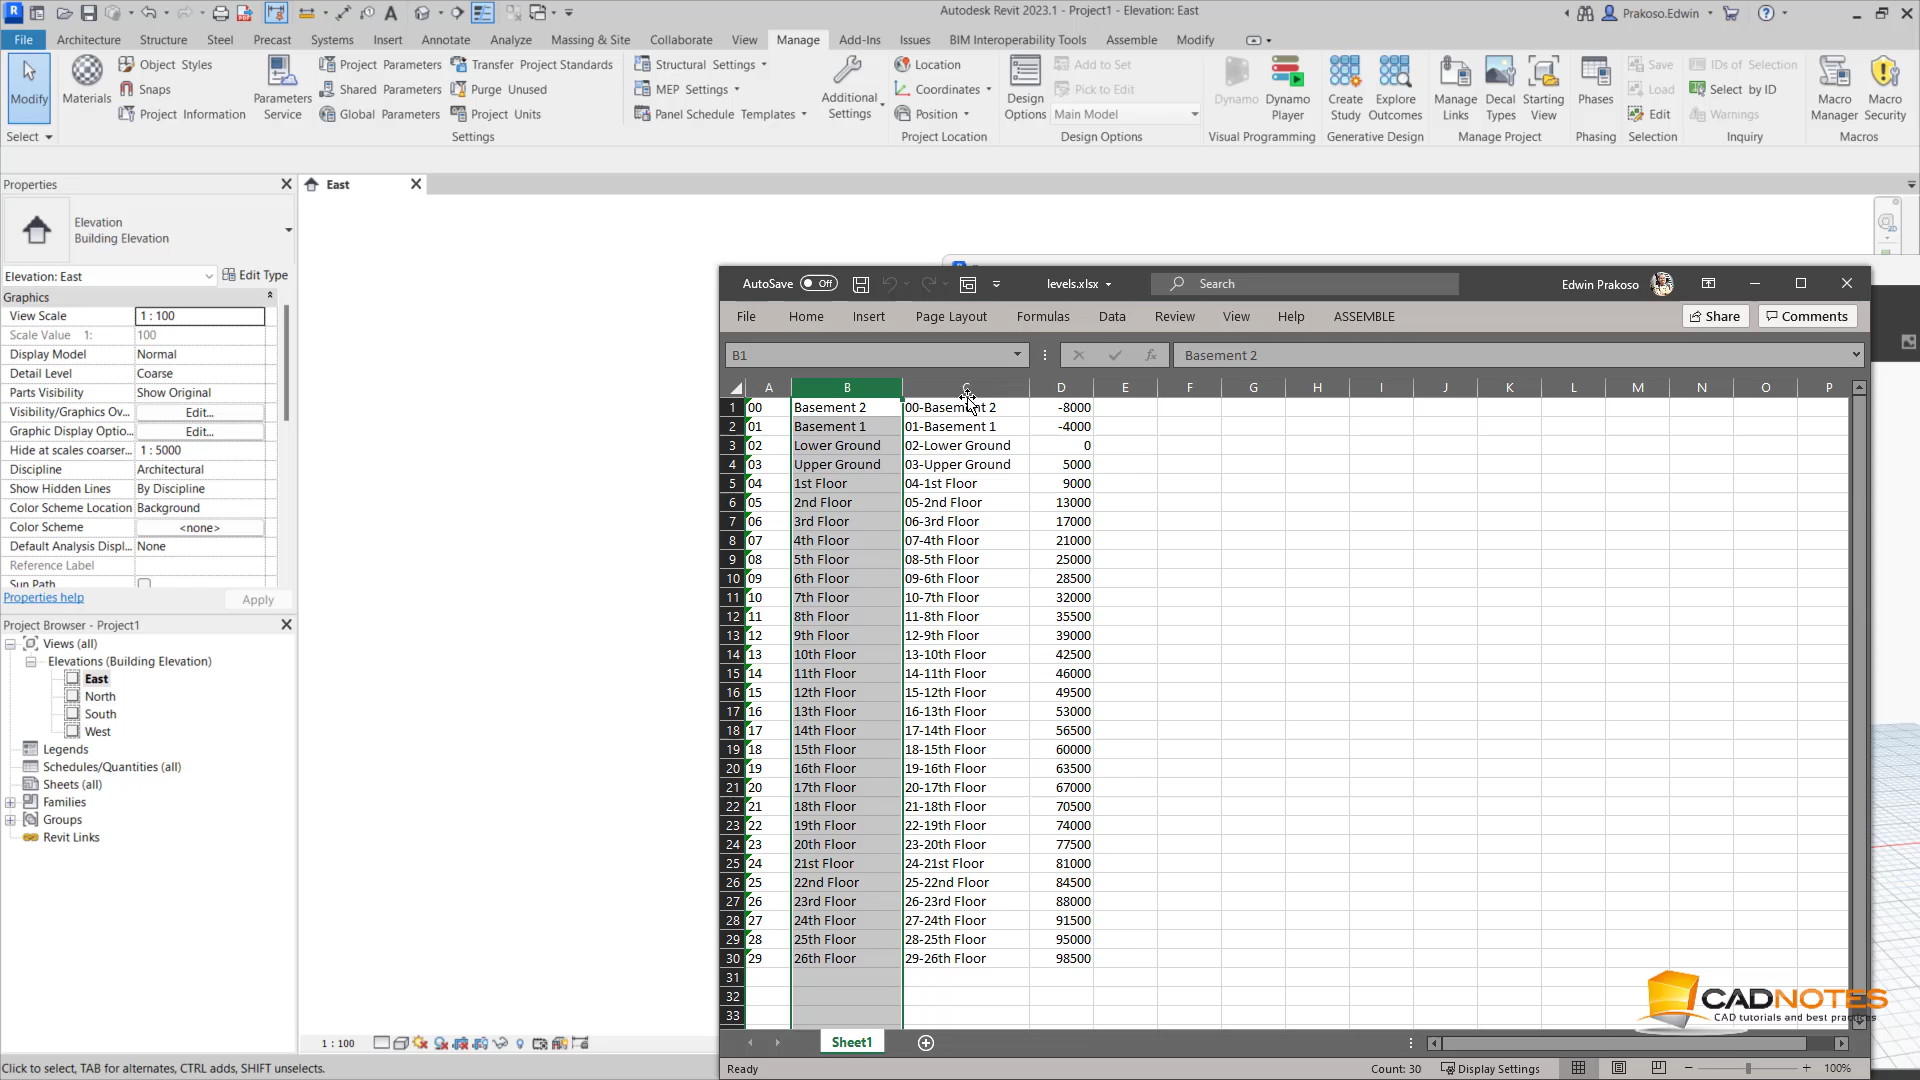 Autodesk Revit 2023.1 - Project1 - Elevation: East
Prakoso.Edwin
File Architecture Structure Steel Precast Systems Insert Annotate Analyze Massing & Site Collaborate View Manage Add-Ins Issues BIM Interoperability Tools Assemble Modify
Modify
Select
Materials
Object Styles
Snaps
Project Information
Parameters Service
Project Parameters
Shared Parameters
Global Parameters
Transfer Project Standards
Purge Unused
Project Units
Settings
Structural Settings
MEP Settings
Panel Schedule Templates
Additional Settings
Location
Coordinates
Position
Project Location
Design Options
Add to Set
Pick to Edit
Main Model
Design Options
Dynamo
Dynamo Player
Visual Programming
Create Study
Explore Outcomes
Generative Design
Manage Links
Decal Types
Starting View
Manage Project
Phases
Phasing
Save
Load
Edit
Selection
IDs of Selection
Select by ID
Warnings
Inquiry
Macro Manager
Macro Security
Macros
Properties
East
Elevation
Building Elevation
Elevation: East
Edit Type
Graphics
View Scale 1 : 100
Scale Value 1: 100
Display Model Normal
Detail Level Coarse
Parts Visibility Show Original
Visibility/Graphics Ov... Edit...
Graphic Display Optio... Edit...
Hide at scales coarser... 1 : 5000
Discipline Architectural
Show Hidden Lines By Discipline
Color Scheme Location Background
Color Scheme <none>
Default Analysis Displ... None
Reference Label
Sun Path
Properties help
Apply
Project Browser - Project1
Views (all)
Elevations (Building Elevation)
East
North
South
West
Legends
Schedules/Quantities (all)
Sheets (all)
Families
Groups
Revit Links
1 : 100
Click to select, TAB for alternates, CTRL adds, SHIFT unselects.
AutoSave Off levels.xlsx Search Edwin Prakoso
File Home Insert Page Layout Formulas Data Review View Help ASSEMBLE Share Comments
B1 fx Basement 2
A B C D E F G H I J K L M N O P
1 00 Basement 2 00-Basement 2 -8000
2 01 Basement 1 01-Basement 1 -4000
3 02 Lower Ground 02-Lower Ground 0
4 03 Upper Ground 03-Upper Ground 5000
5 04 1st Floor 04-1st Floor 9000
6 05 2nd Floor 05-2nd Floor 13000
7 06 3rd Floor 06-3rd Floor 17000
8 07 4th Floor 07-4th Floor 21000
9 08 5th Floor 08-5th Floor 25000
10 09 6th Floor 09-6th Floor 28500
11 10 7th Floor 10-7th Floor 32000
12 11 8th Floor 11-8th Floor 35500
13 12 9th Floor 12-9th Floor 39000
14 13 10th Floor 13-10th Floor 42500
15 14 11th Floor 14-11th Floor 46000
16 15 12th Floor 15-12th Floor 49500
17 16 13th Floor 16-13th Floor 53000
18 17 14th Floor 17-14th Floor 56500
19 18 15th Floor 18-15th Floor 60000
20 19 16th Floor 19-16th Floor 63500
21 20 17th Floor 20-17th Floor 67000
22 21 18th Floor 21-18th Floor 70500
23 22 19th Floor 22-19th Floor 74000
24 23 20th Floor 23-20th Floor 77500
25 24 21st Floor 24-21st Floor 81000
26 25 22nd Floor 25-22nd Floor 84500
27 26 23rd Floor 26-23rd Floor 88000
28 27 24th Floor 27-24th Floor 91500
29 28 25th Floor 28-25th Floor 95000
30 29 26th Floor 29-26th Floor 98500
31
32
33
Sheet1
Ready Count: 30 Display Settings 100%
CADNOTES
CAD tutorials and best practices